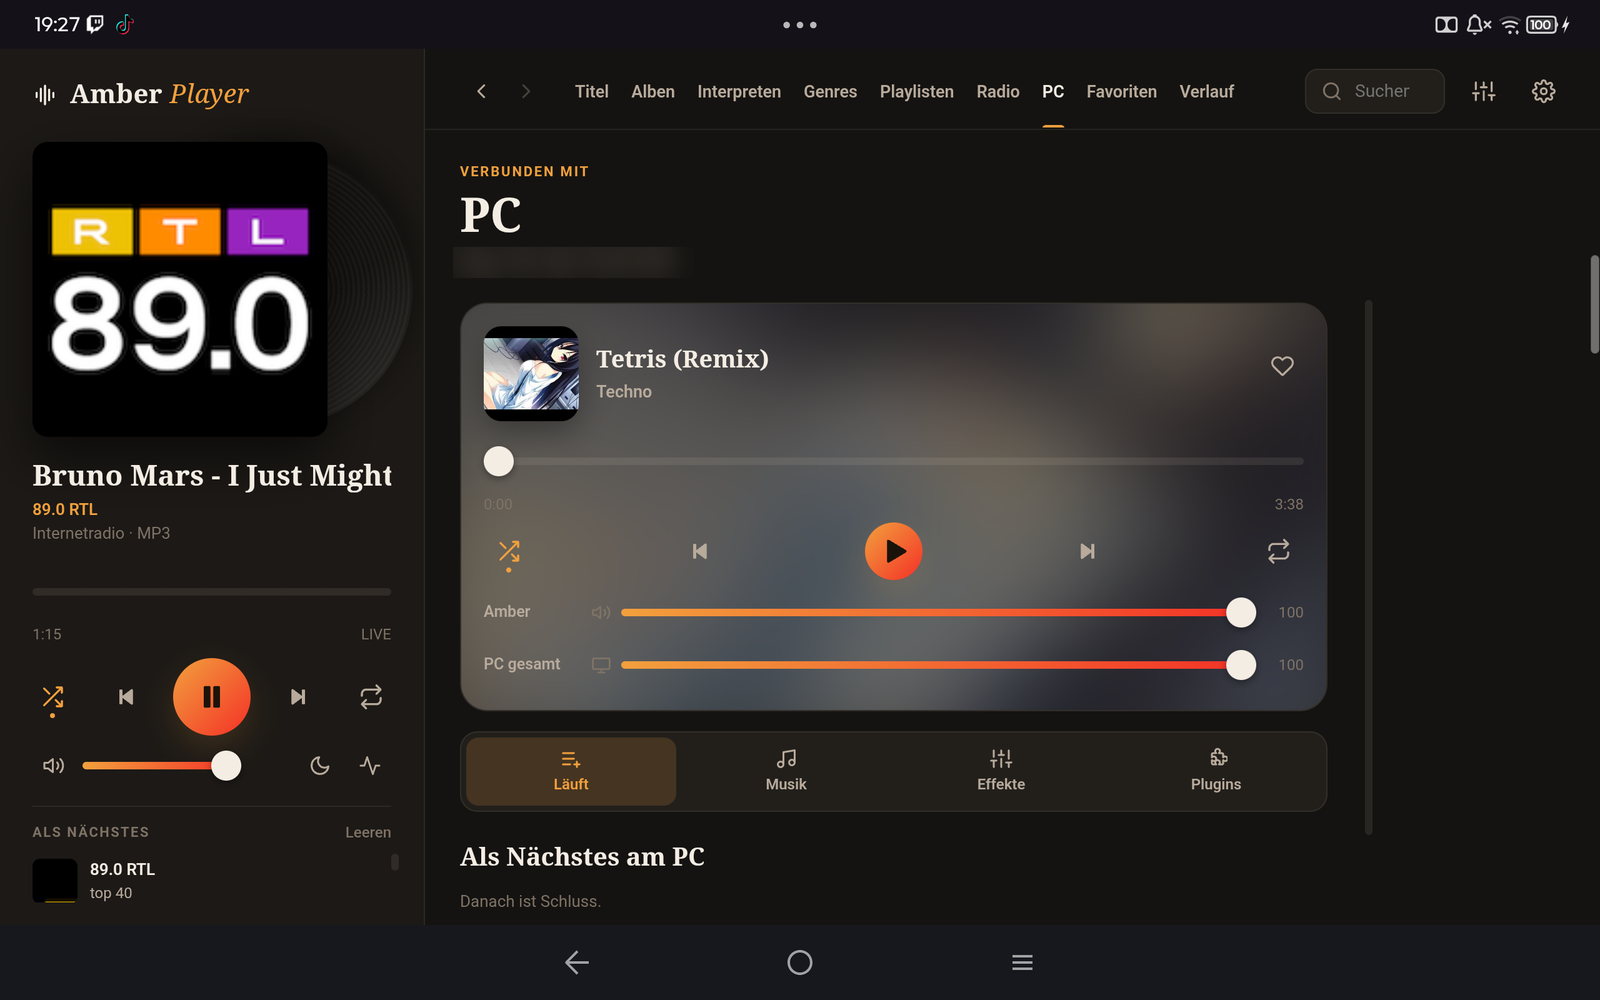 19:27
100
Amber Player
Titel Alben Interpreten Genres Playlisten Radio PC Favoriten Verlauf
Sucher
RTL
89.0
Bruno Mars - I Just Might
89.0 RTL
Internetradio · MP3
1:15 LIVE
ALS NÄCHSTES Leeren
89.0 RTL
top 40
VERBUNDEN MIT
PC
Tetris (Remix)
Techno
0:00 3:38
Amber 100
PC gesamt 100
Läuft Musik Effekte Plugins
Als Nächstes am PC
Danach ist Schluss.